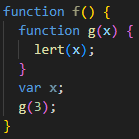 function f() {
  function g(x) {
    lert(x);
  }
  var x;
  g(3);
}